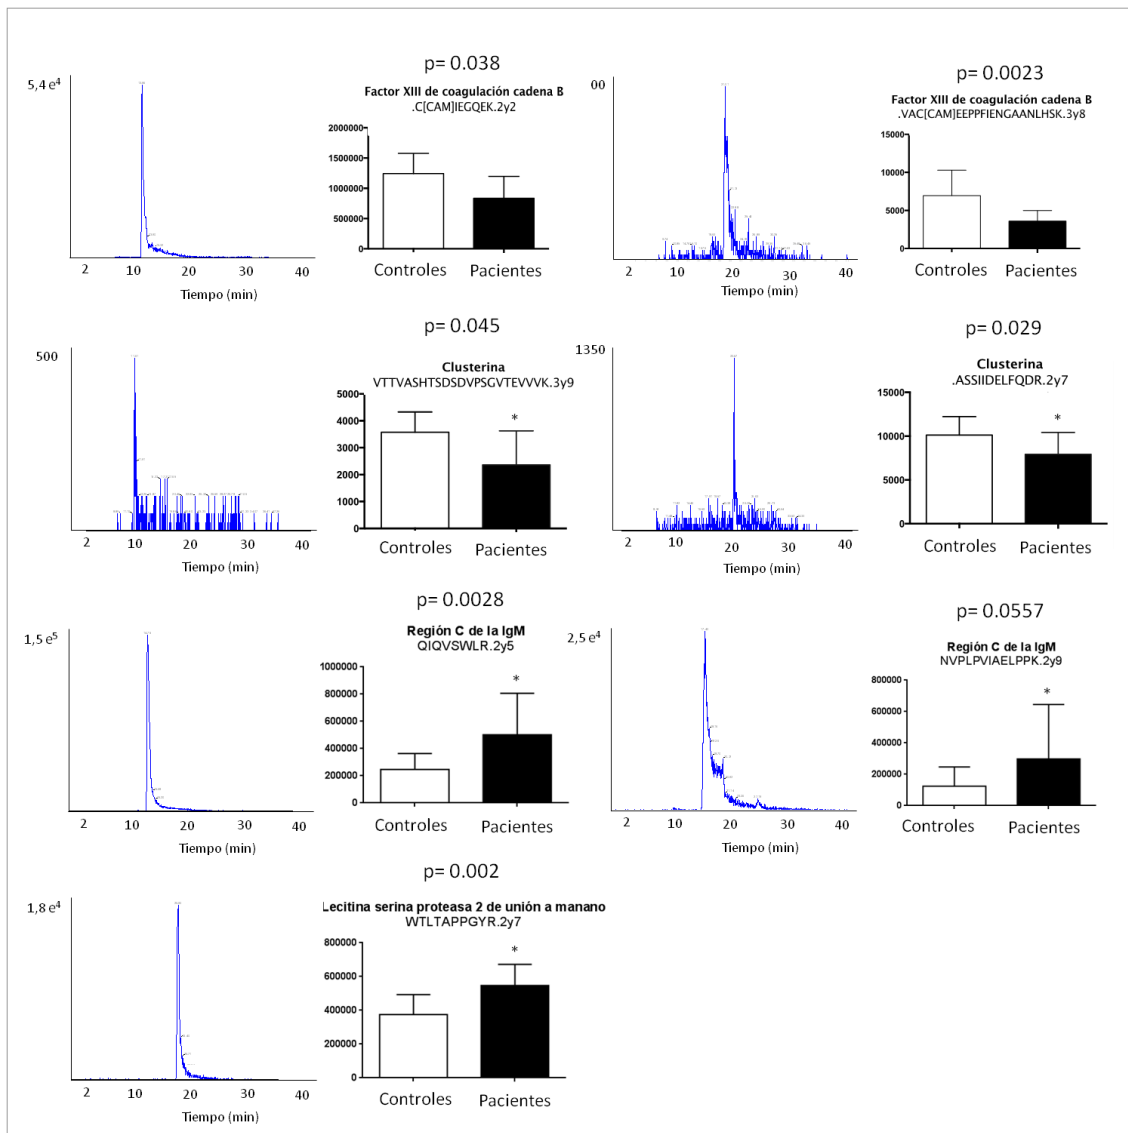 p= 0.038
Factor XIII de coagulación cadena B
.C[CAM]IEGQEK.2y2
5,4 e4
2000000
1500000
1000000
500000
0
Controles Pacientes
2 10 20 30 40
Tiempo (min)
p= 0.0023
Factor XIII de coagulación cadena B
.VAC[CAM]EEPPFIENGAANLHSK.3y8
00
15000
10000
5000
0
Controles Pacientes
2 10 20 30 40
Tiempo (min)
p= 0.045
Clusterina
VTTVASHTSDSDVPSGVTEVVVK.3y9
500
5000
4000
3000
2000
1000
0
*
Controles Pacientes
2 10 20 30 40
Tiempo (min)
p= 0.029
Clusterina
.ASSIIDELFQDR.2y7
1350
15000
10000
5000
0
*
Controles Pacientes
2 10 20 30 40
Tiempo (min)
p= 0.0028
Región C de la IgM
QIQVSWLR.2y5
1,5 e5
1000000
800000
600000
400000
200000
0
*
Controles Pacientes
2 10 20 30 40
Tiempo (min)
p= 0.0557
Región C de la IgM
NVPLPVIAELPPK.2y9
2,5 e4
800000
600000
400000
200000
0
*
Controles Pacientes
2 10 20 30 40
Tiempo (min)
p= 0.002
Lecitina serina proteasa 2 de unión a manano
WTLTAPPGYR.2y7
1,8 e4
800000
600000
400000
200000
0
*
Controles Pacientes
2 10 20 30 40
Tiempo (min)